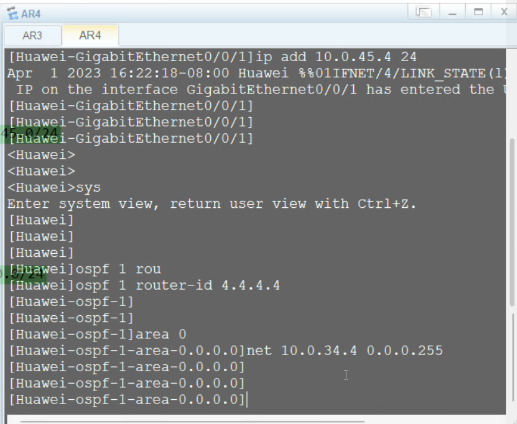 AR4
AR3 AR4
[Huawei-GigabitEthernet0/0/1]ip add 10.0.45.4 24
Apr  1 2023 16:22:18-08:00 Huawei %%01IFNET/4/LINK_STATE(l)
 IP on the interface GigabitEthernet0/0/1 has entered the
[Huawei-GigabitEthernet0/0/1]
[Huawei-GigabitEthernet0/0/1]
45.0/24
[Huawei-GigabitEthernet0/0/1]
<Huawei>
<Huawei>
<Huawei>sys
Enter system view, return user view with Ctrl+Z.
[Huawei]
[Huawei]
[Huawei]
[Huawei]ospf 1 rou
0.0/24
[Huawei]ospf 1 router-id 4.4.4.4
[Huawei-ospf-1]
[Huawei-ospf-1]
[Huawei-ospf-1]area 0
[Huawei-ospf-1-area-0.0.0.0]net 10.0.34.4 0.0.0.255
[Huawei-ospf-1-area-0.0.0.0]
[Huawei-ospf-1-area-0.0.0.0]
[Huawei-ospf-1-area-0.0.0.0]